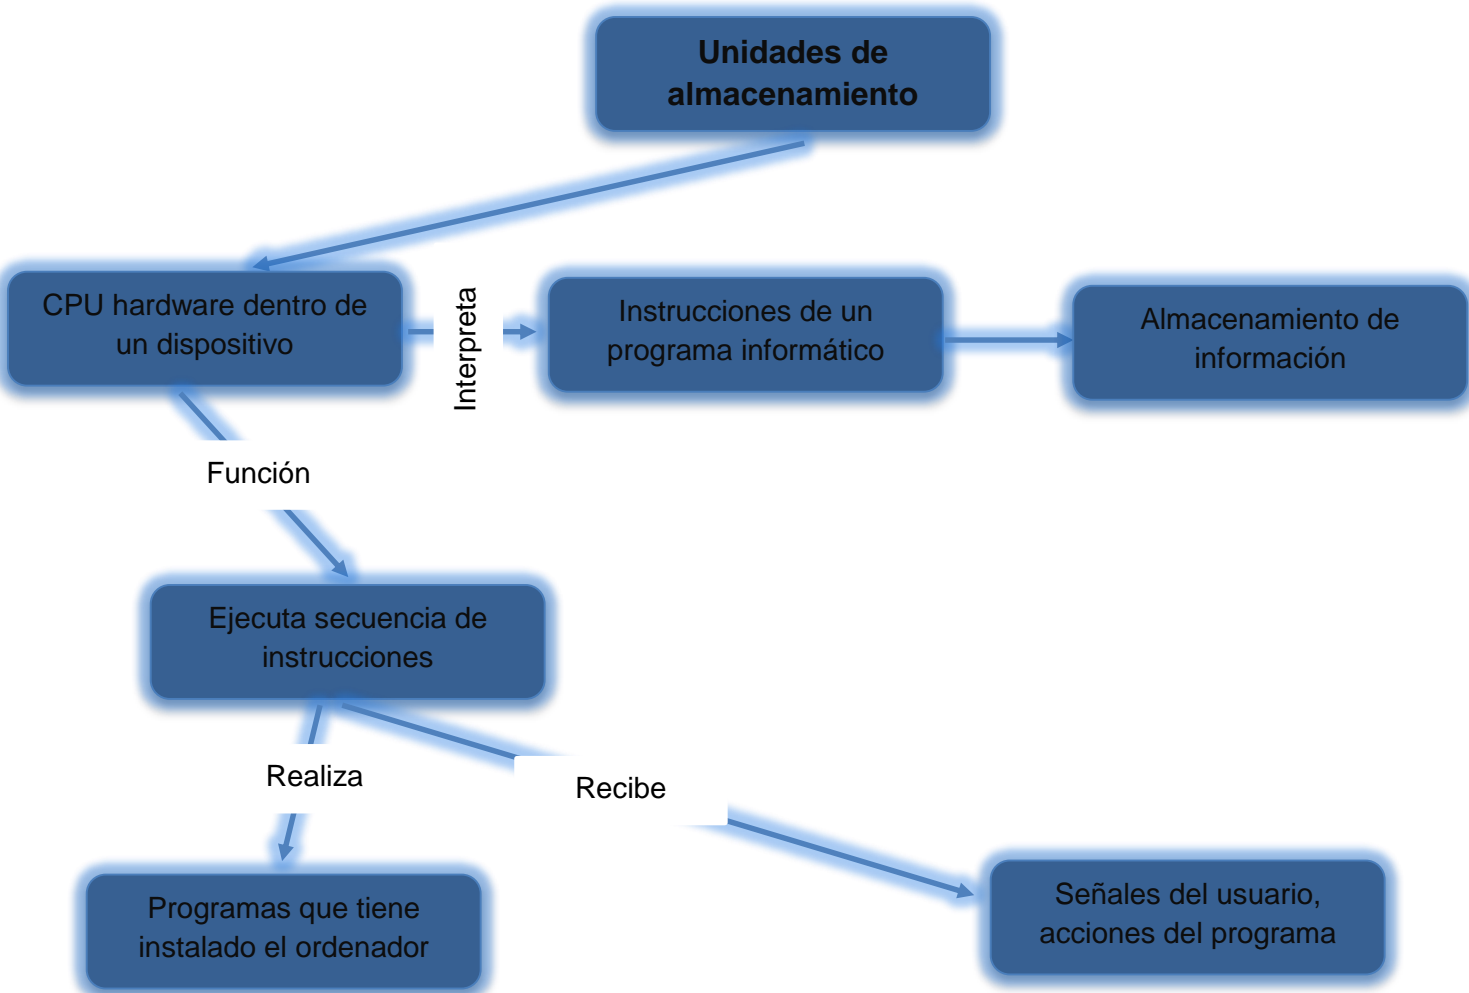 Unidades de
almacenamiento
CPU hardware dentro de
un dispositivo
Interpreta
Instrucciones de un
programa informático
Almacenamiento de
información
Función
Ejecuta secuencia de
instrucciones
Realiza
Recibe
Programas que tiene
instalado el ordenador
Señales del usuario,
acciones del programa